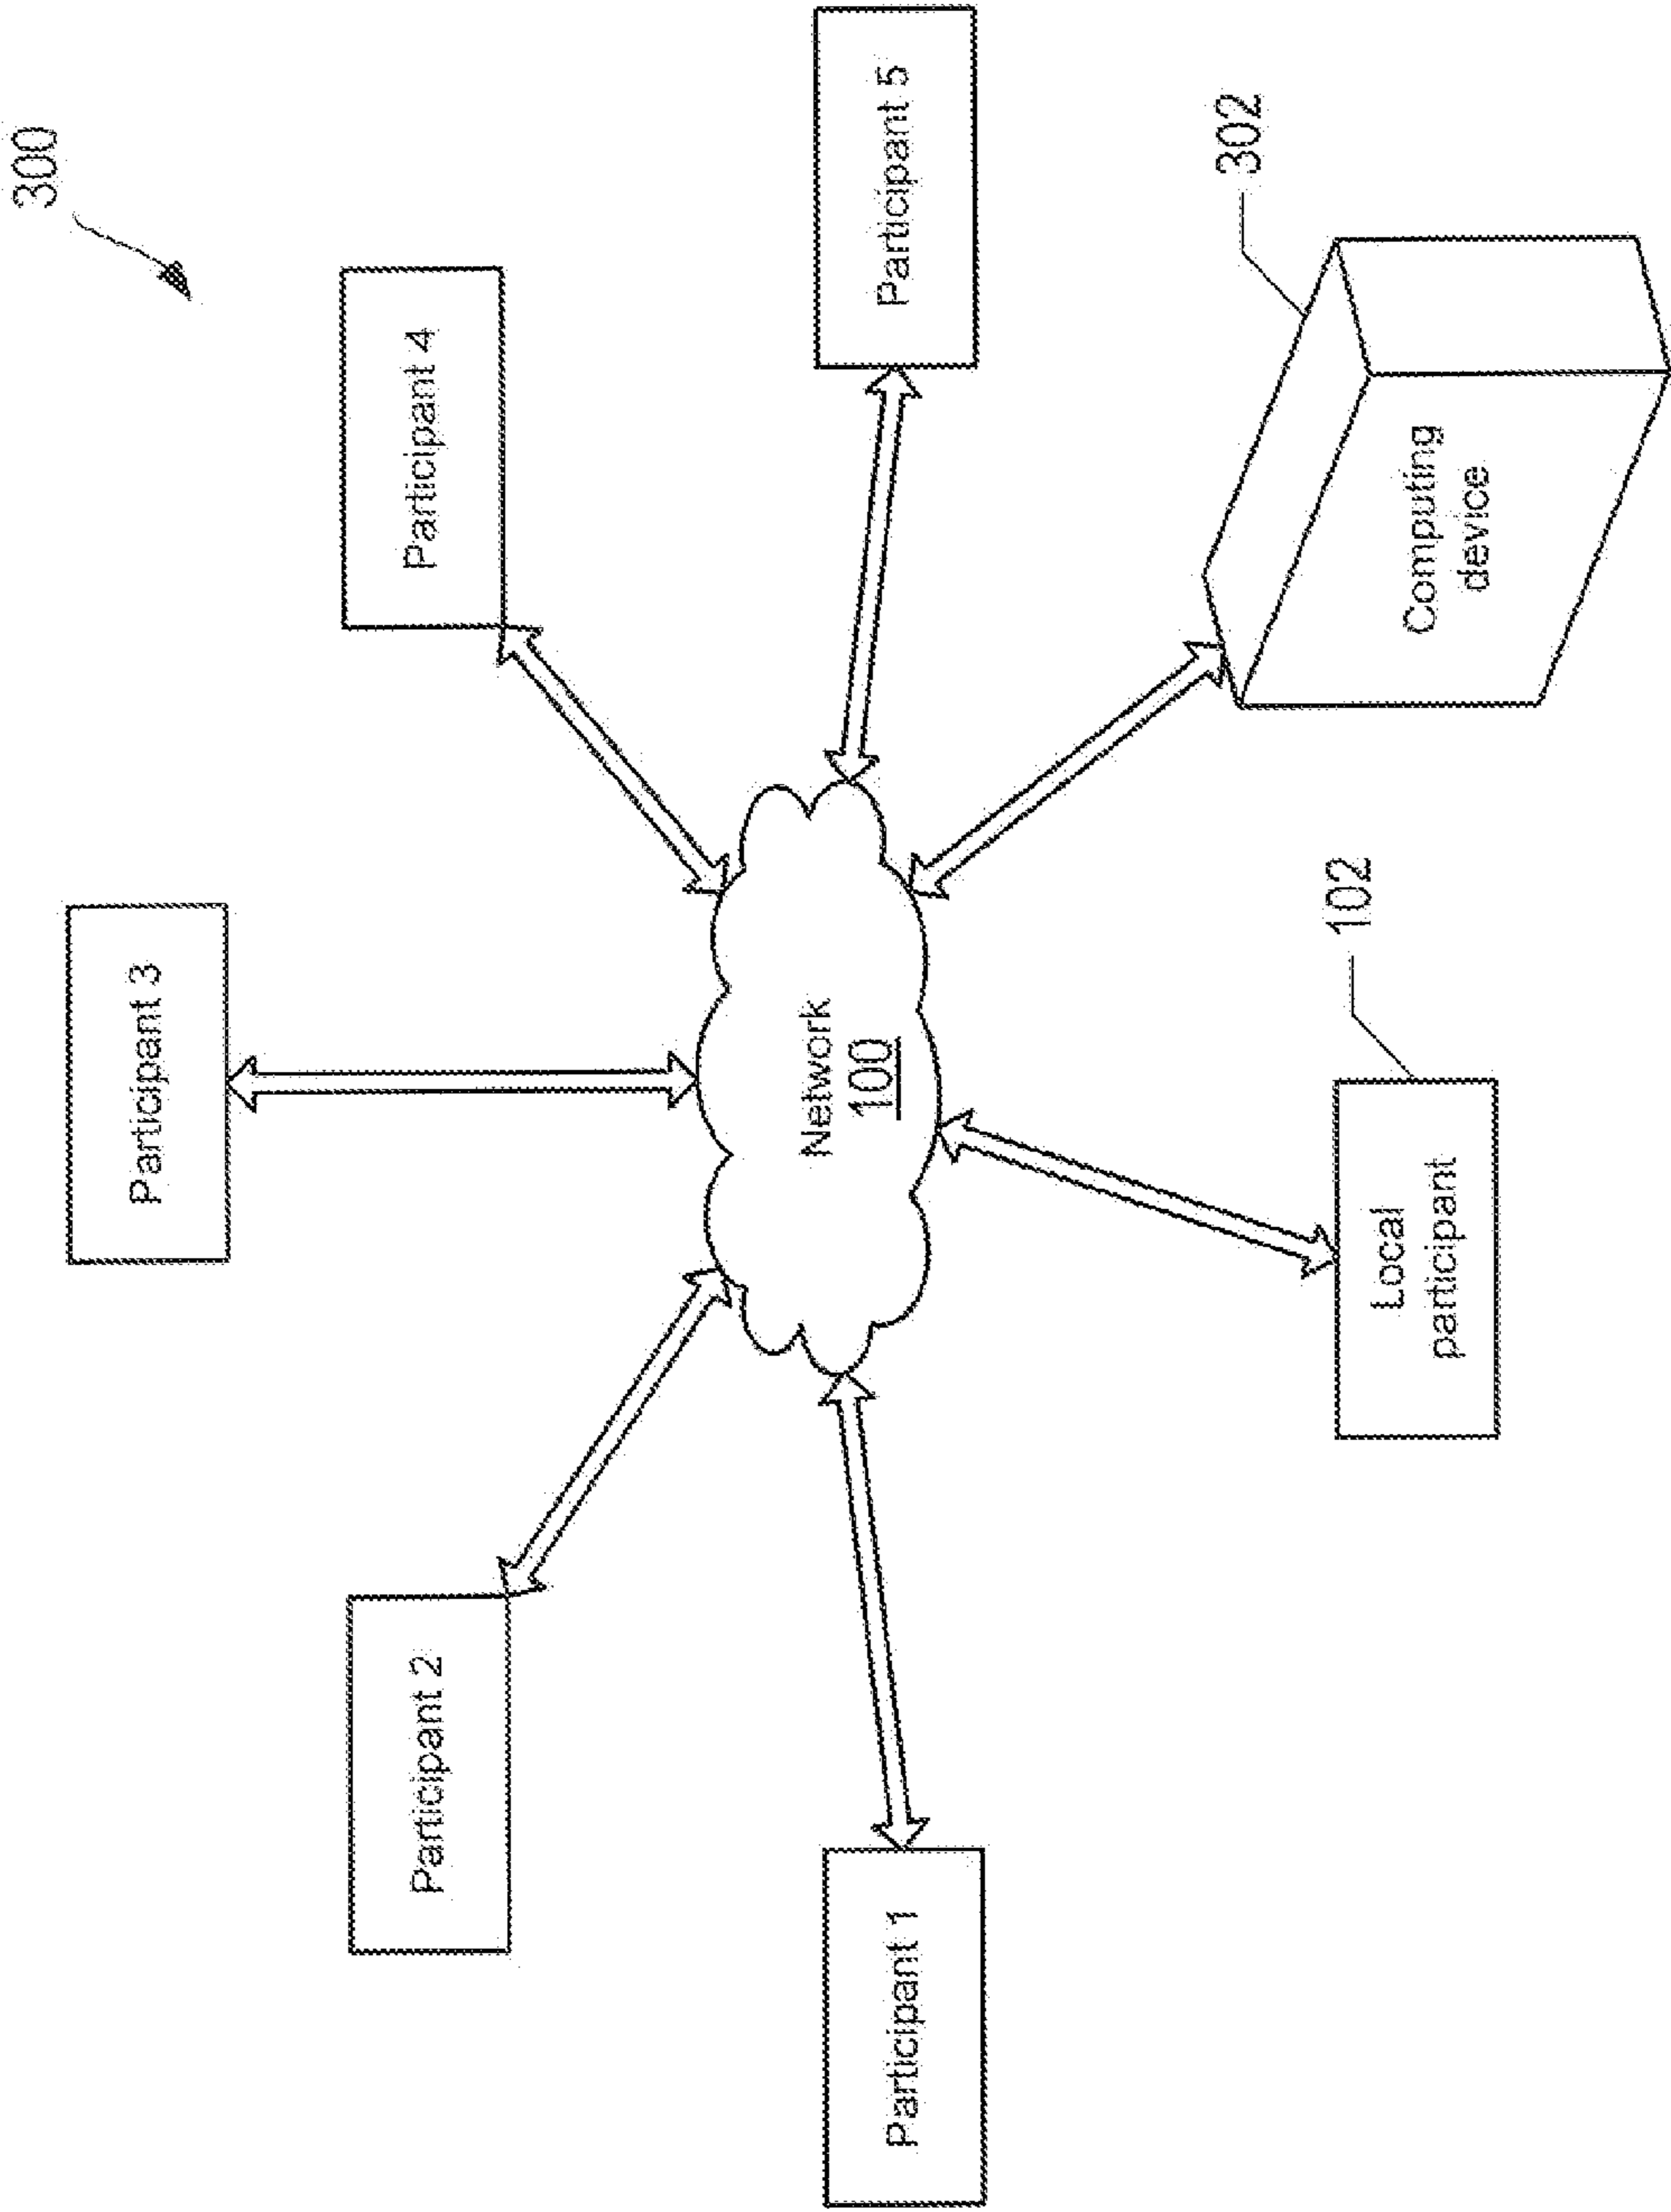 300
Participant 3
Participant 2
Participant 4
Participant 1
Network
100
Participant 5
Local
participant
102
Computing
device
302